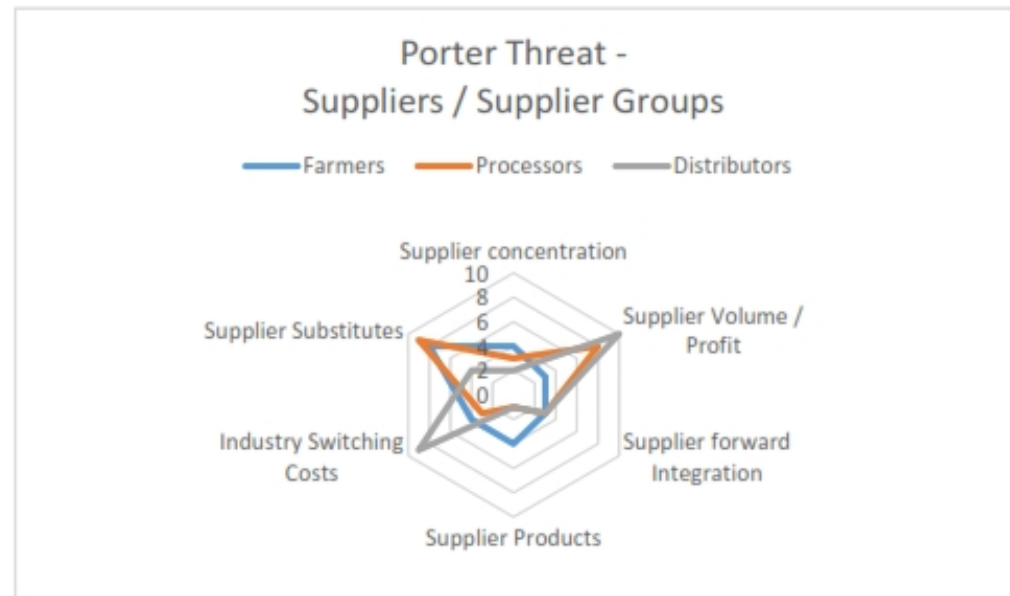 Porter Threat -
Suppliers / Supplier Groups
Farmers Processors Distributors
Supplier concentration
10
8
6
4
2
0
Supplier Volume /
Profit
Supplier forward
Integration
Supplier Products
Industry Switching
Costs
Supplier Substitutes